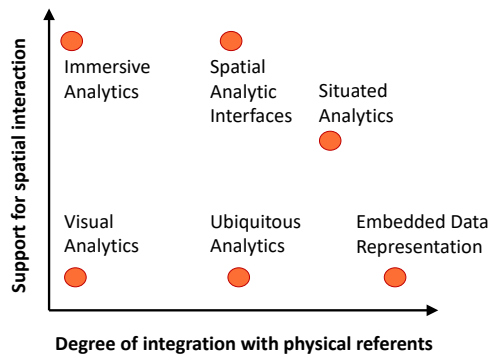 Support for spatial interaction
Immersive
Analytics
Spatial
Analytic
Interfaces
Situated
Analytics
Visual
Analytics
Ubiquitous
Analytics
Embedded Data
Representation
Degree of integration with physical referents